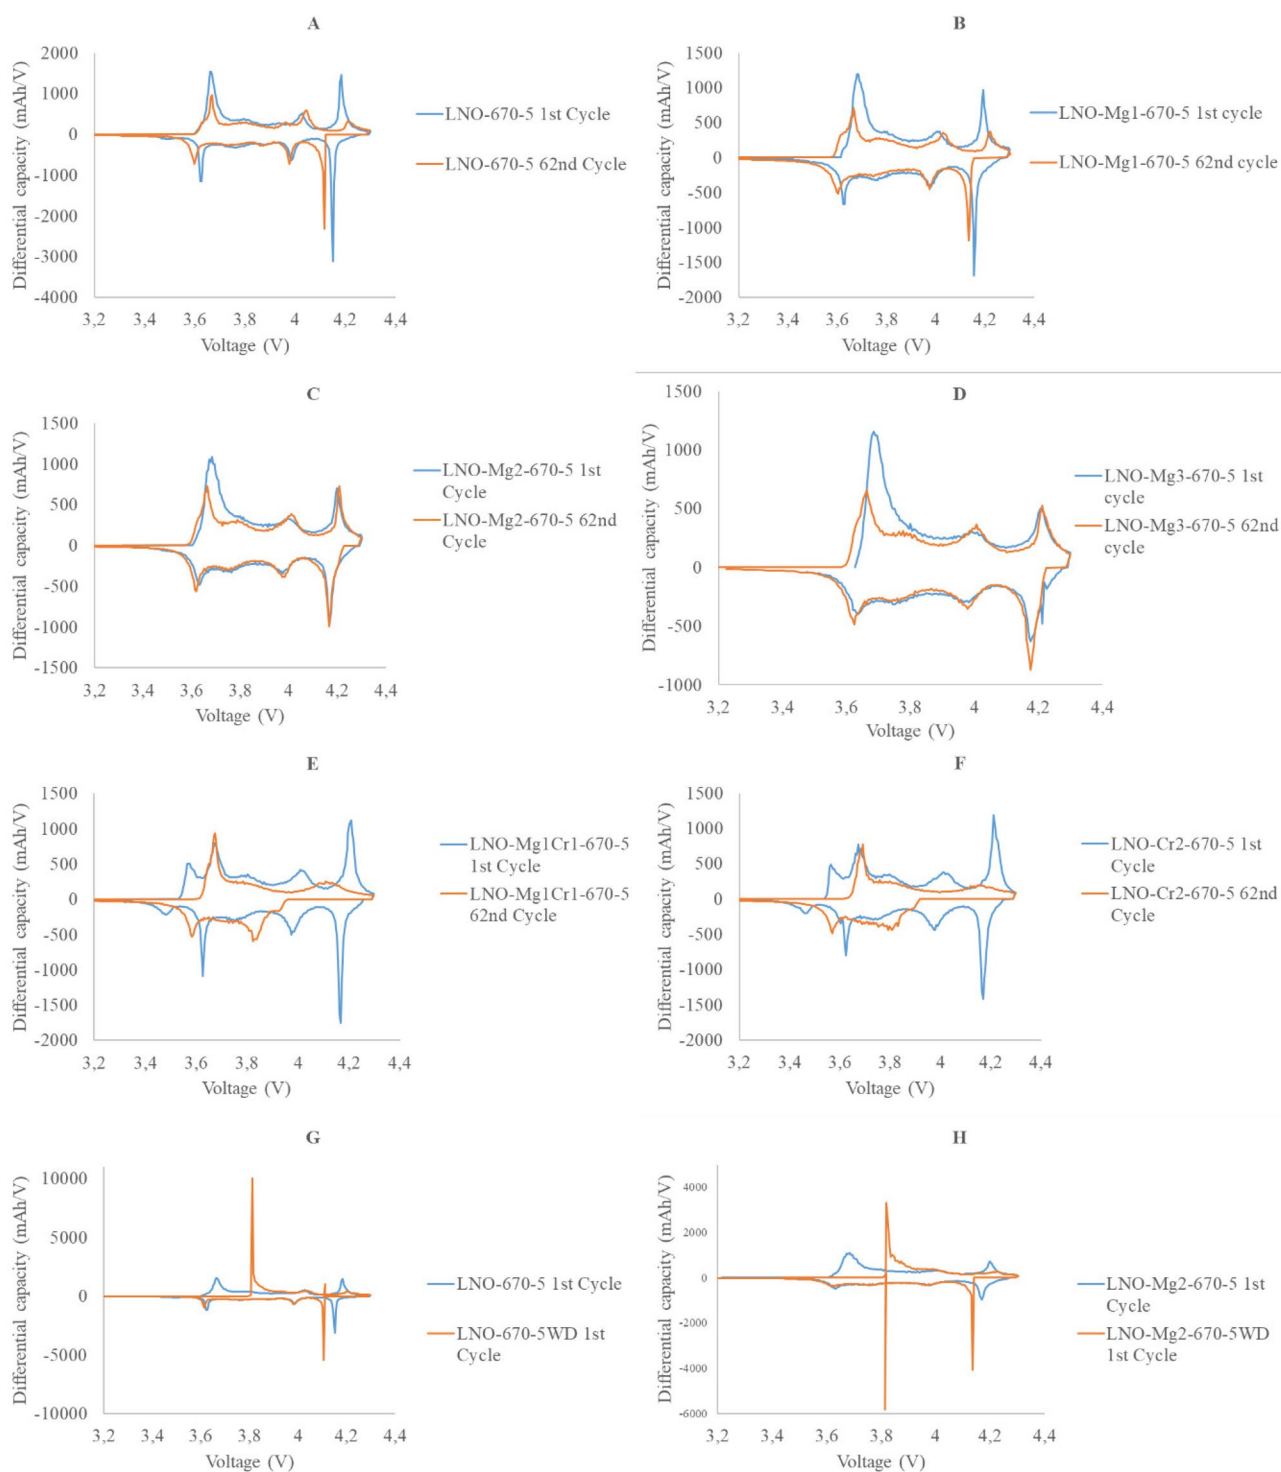 A
Differential capacity (mAh/V)
2000
1000
0
-1000
-2000
-3000
-4000
3,2 3,4 3,6 3,8 4 4,2 4,4
Voltage (V)
LNO-670-5 1st Cycle
LNO-670-5 62nd Cycle
B
Differential capacity (mAh/V)
1500
1000
500
0
-500
-1000
-1500
-2000
3,2 3,4 3,6 3,8 4 4,2 4,4
Voltage (V)
LNO-Mg1-670-5 1st cycle
LNO-Mg1-670-5 62nd cycle
C
Differential capacity (mAh/V)
1500
1000
500
0
-500
-1000
-1500
3,2 3,4 3,6 3,8 4 4,2 4,4
Voltage (V)
LNO-Mg2-670-5 1st
Cycle
LNO-Mg2-670-5 62nd
Cycle
D
Differential capacity (mAh/V)
1500
1000
500
0
-500
-1000
3,2 3,4 3,6 3,8 4 4,2 4,4
Voltage (V)
LNO-Mg3-670-5 1st
cycle
LNO-Mg3-670-5 62nd
cycle
E
Differential capacity (mAh/V)
1500
1000
500
0
-500
-1000
-1500
-2000
3,2 3,4 3,6 3,8 4 4,2 4,4
Voltage (V)
LNO-Mg1Cr1-670-5
1st Cycle
LNO-Mg1Cr1-670-5
62nd Cycle
F
Differential capacity (mAh/V)
1500
1000
500
0
-500
-1000
-1500
-2000
3,2 3,4 3,6 3,8 4 4,2 4,4
Voltage (V)
LNO-Cr2-670-5 1st
Cycle
LNO-Cr2-670-5 62nd
Cycle
G
Differential capacity (mAh/V)
10000
5000
0
-5000
-10000
3,2 3,4 3,6 3,8 4 4,2 4,4
Voltage (V)
LNO-670-5 1st Cycle
LNO-670-5WD 1st
Cycle
H
Differential capacity (mAh/V)
4000
2000
0
-2000
-4000
-6000
3,2 3,4 3,6 3,8 4 4,2 4,4
Voltage (V)
LNO-Mg2-670-5 1st
Cycle
LNO-Mg2-670-5WD
1st Cycle